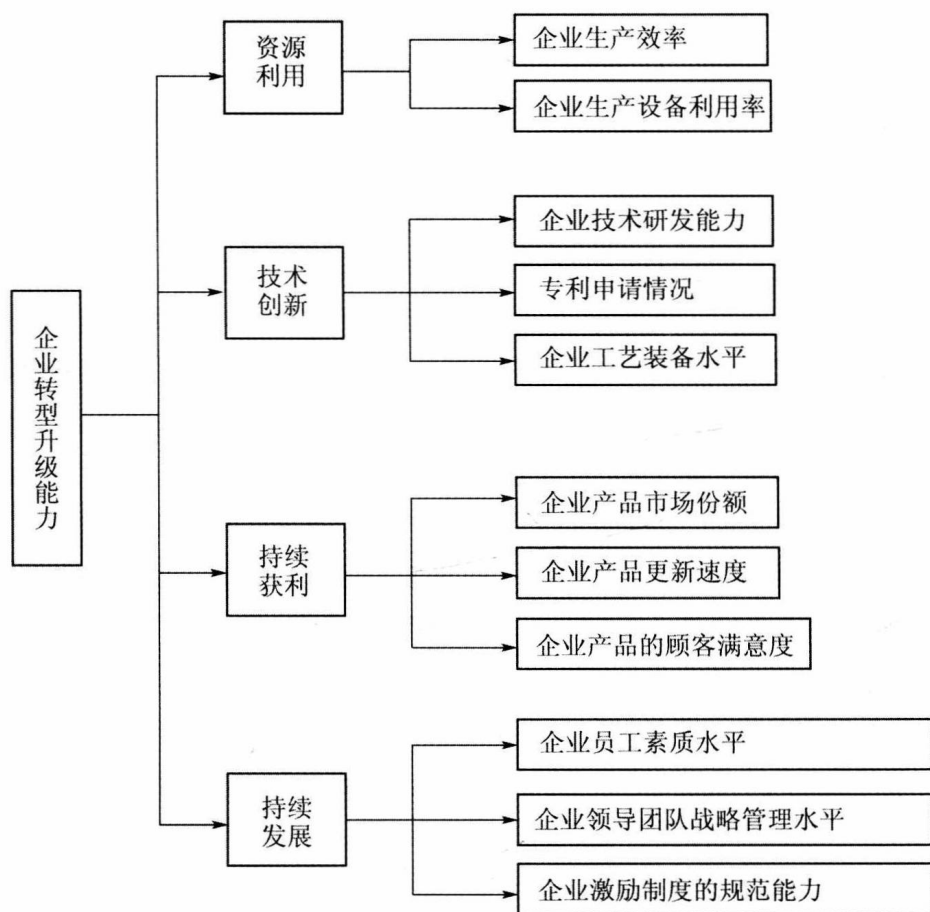 企业转型升级能力
资源
利用
企业生产效率
企业生产设备利用率
技术
创新
企业技术研发能力
专利申请情况
企业工艺装备水平
持续
获利
企业产品市场份额
企业产品更新速度
企业产品的顾客满意度
持续
发展
企业员工素质水平
企业领导团队战略管理水平
企业激励制度的规范能力